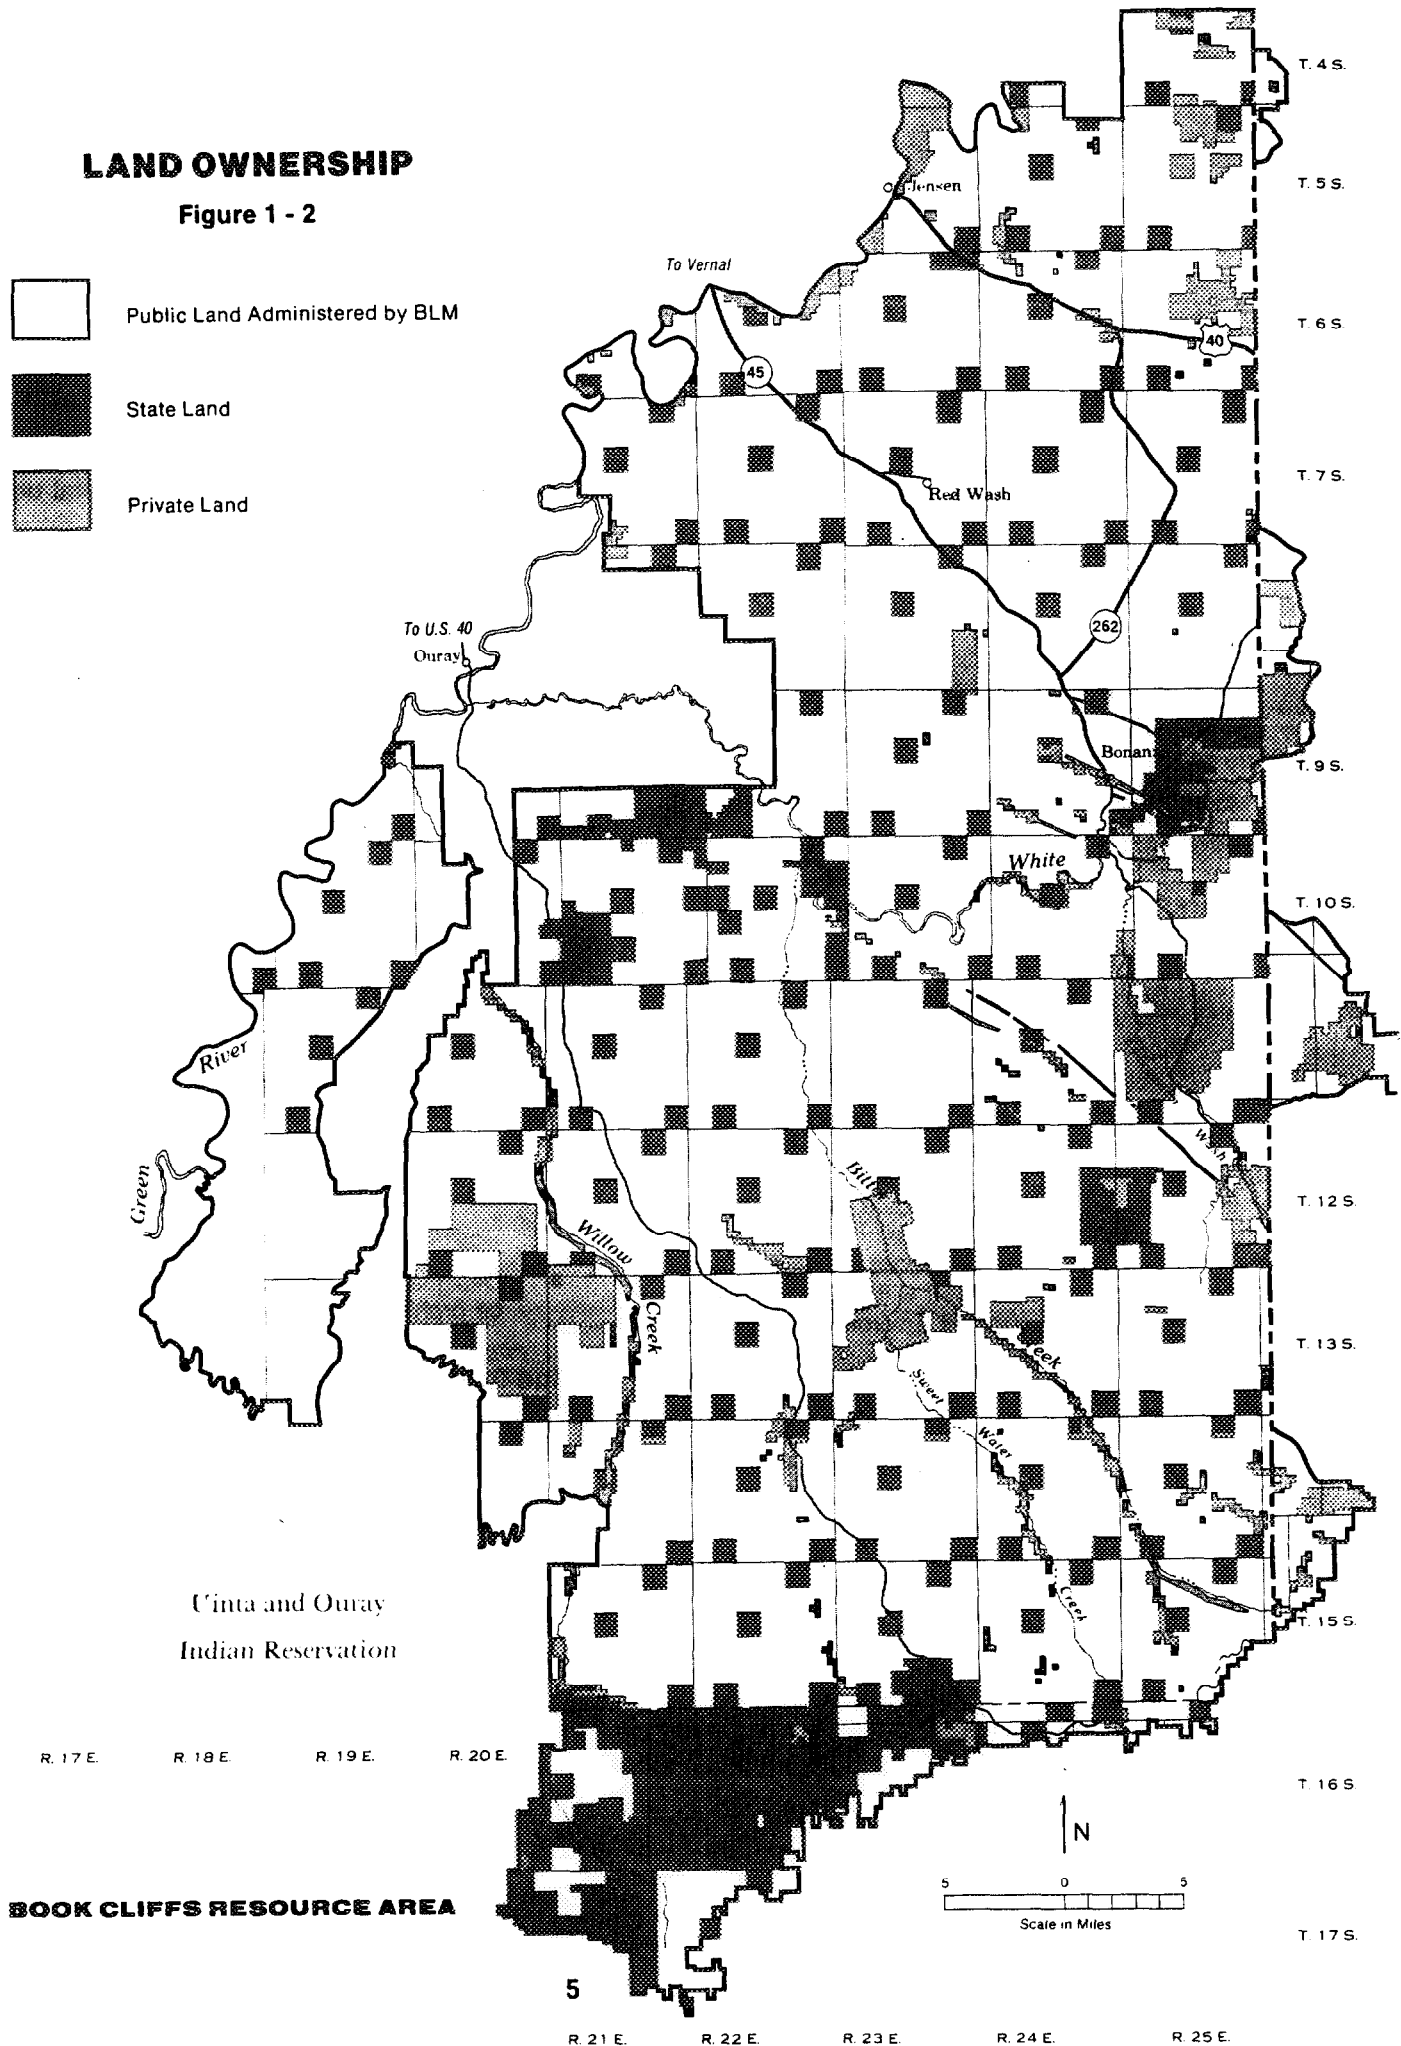 T. 4 S.
LAND OWNERSHIP
Figure 1 - 2
Jensen
T. 5 S.
To Vernal
Public Land Administered by BLM
T. 6 S.
40
45
State Land
T. 7 S.
Red Wash
Private Land
To U.S. 40
Ouray
262
Bonan
T. 9 S.
White
T. 10 S.
River
Green
Wash
T. 12 S.
Willow
Creek
T. 13 S.
Sweet
Water
Creek
Uinta and Ouray
Indian Reservation
T. 15 S.
R. 17 E.
R. 18 E.
R. 19 E.
R. 20 E.
T. 16 S.
N
5 0 5
Scale in Miles
BOOK CLIFFS RESOURCE AREA
T. 17 S.
5
R. 21 E.
R. 22 E.
R. 23 E.
R. 24 E.
R. 25 E.